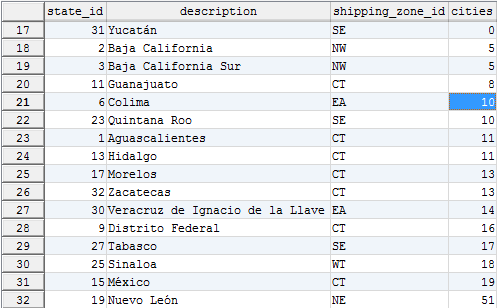 state_id description shipping_zone_id cities
17 31 Yucatán SE 0
18 2 Baja California NW 5
19 3 Baja California Sur NW 5
20 11 Guanajuato CT 8
21 6 Colima EA 10
22 23 Quintana Roo SE 10
23 1 Aguascalientes CT 11
24 13 Hidalgo CT 11
25 17 Morelos CT 13
26 32 Zacatecas CT 13
27 30 Veracruz de Ignacio de la Llave EA 14
28 9 Distrito Federal CT 16
29 27 Tabasco SE 17
30 25 Sinaloa WT 18
31 15 México CT 19
32 19 Nuevo León NE 51